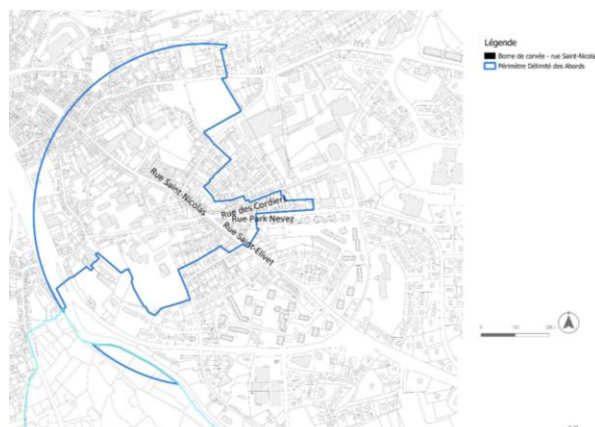 Légende
Borne de corvée - rue Saint-Nicola
Périmètre Délimité des Abords
Rue Saint-Nicolas
Rue des Cordiers
Rue Park Nevez
Rue Saint-Elivet